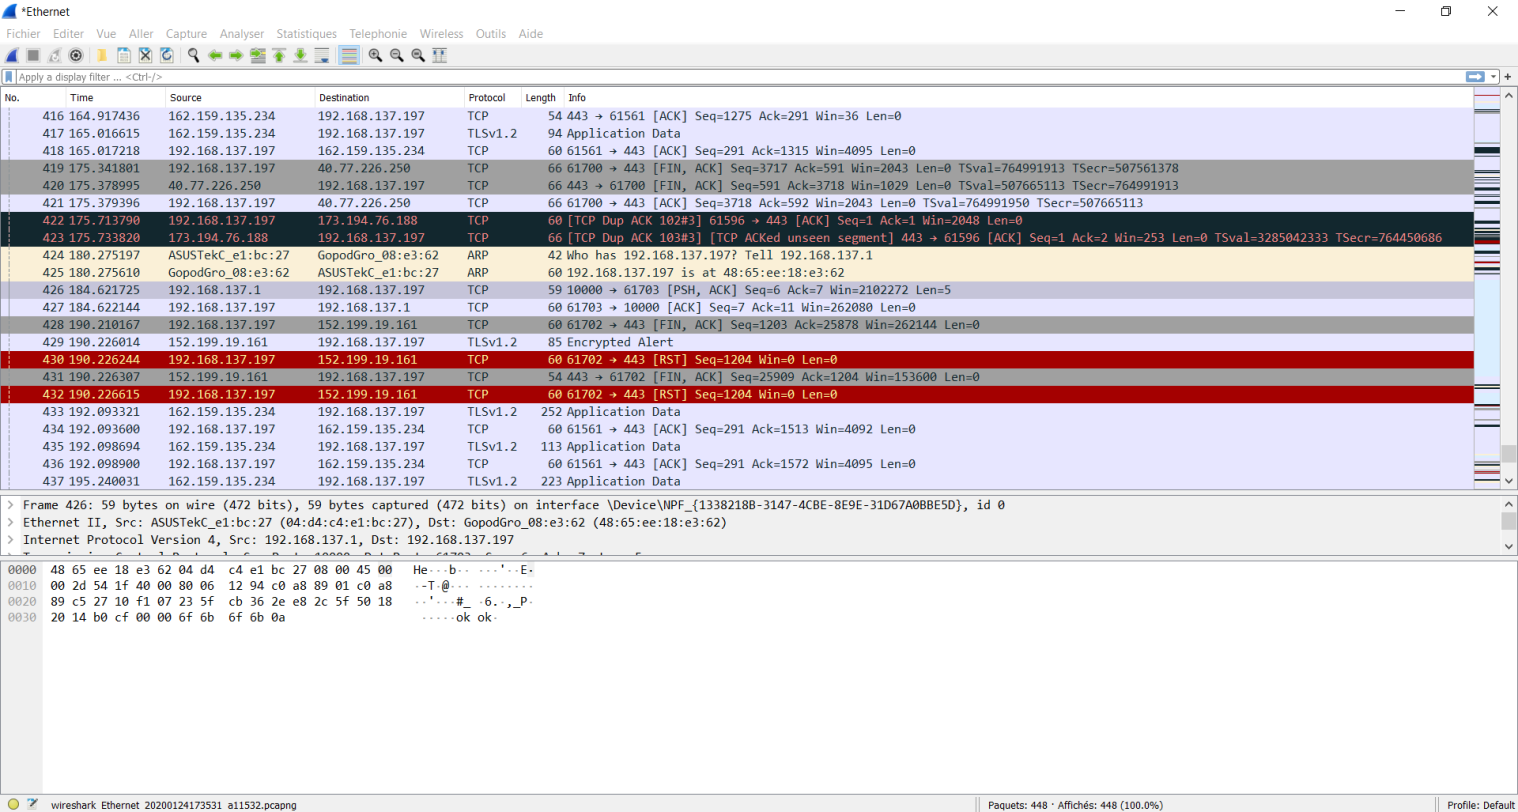 *Ethernet
Fichier Editer Vue Aller Capture Analyser Statistiques Telephonie Wireless Outils Aide
Apply a display filter ... <Ctrl-/>
No. Time Source Destination Protocol Length Info
416 164.917436 162.159.135.234 192.168.137.197 TCP 54 443 → 61561 [ACK] Seq=1275 Ack=291 Win=36 Len=0
417 165.016615 162.159.135.234 192.168.137.197 TLSv1.2 94 Application Data
418 165.017218 192.168.137.197 162.159.135.234 TCP 60 61561 → 443 [ACK] Seq=291 Ack=1315 Win=4095 Len=0
419 175.341801 192.168.137.197 40.77.226.250 TCP 66 61700 → 443 [FIN, ACK] Seq=3717 Ack=591 Win=2043 Len=0 TSval=764991913 TSecr=507561378
420 175.378995 40.77.226.250 192.168.137.197 TCP 66 443 → 61700 [FIN, ACK] Seq=591 Ack=3718 Win=1029 Len=0 TSval=507665113 TSecr=764991913
421 175.379396 192.168.137.197 40.77.226.250 TCP 66 61700 → 443 [ACK] Seq=3718 Ack=592 Win=2043 Len=0 TSval=764991950 TSecr=507665113
422 175.713790 192.168.137.197 173.194.76.188 TCP 60 [TCP Dup ACK 102#3] 61596 → 443 [ACK] Seq=1 Ack=1 Win=2048 Len=0
423 175.733820 173.194.76.188 192.168.137.197 TCP 66 [TCP Dup ACK 103#3] [TCP ACKed unseen segment] 443 → 61596 [ACK] Seq=1 Ack=2 Win=253 Len=0 TSval=3285042333 TSecr=764450686
424 180.275197 ASUSTekC_e1:bc:27 GopodGro_08:e3:62 ARP 42 Who has 192.168.137.197? Tell 192.168.137.1
425 180.275610 GopodGro_08:e3:62 ASUSTekC_e1:bc:27 ARP 60 192.168.137.197 is at 48:65:ee:18:e3:62
426 184.621725 192.168.137.1 192.168.137.197 TCP 59 10000 → 61703 [PSH, ACK] Seq=6 Ack=7 Win=2102272 Len=5
427 184.622144 192.168.137.197 192.168.137.1 TCP 60 61703 → 10000 [ACK] Seq=7 Ack=11 Win=262080 Len=0
428 190.210167 192.168.137.197 152.199.19.161 TCP 60 61702 → 443 [FIN, ACK] Seq=1203 Ack=25878 Win=262144 Len=0
429 190.226014 152.199.19.161 192.168.137.197 TLSv1.2 85 Encrypted Alert
430 190.226244 192.168.137.197 152.199.19.161 TCP 60 61702 → 443 [RST] Seq=1204 Win=0 Len=0
431 190.226307 152.199.19.161 192.168.137.197 TCP 54 443 → 61702 [FIN, ACK] Seq=25909 Ack=1204 Win=153600 Len=0
432 190.226615 192.168.137.197 152.199.19.161 TCP 60 61702 → 443 [RST] Seq=1204 Win=0 Len=0
433 192.093321 162.159.135.234 192.168.137.197 TLSv1.2 252 Application Data
434 192.093600 192.168.137.197 162.159.135.234 TCP 60 61561 → 443 [ACK] Seq=291 Ack=1513 Win=4092 Len=0
435 192.098694 162.159.135.234 192.168.137.197 TLSv1.2 113 Application Data
436 192.098900 192.168.137.197 162.159.135.234 TCP 60 61561 → 443 [ACK] Seq=291 Ack=1572 Win=4095 Len=0
437 195.240031 162.159.135.234 192.168.137.197 TLSv1.2 223 Application Data
Frame 426: 59 bytes on wire (472 bits), 59 bytes captured (472 bits) on interface \Device\NPF_{1338218B-3147-4CBE-8E9E-31D67A0BBE5D}, id 0
Ethernet II, Src: ASUSTekC_e1:bc:27 (04:d4:c4:e1:bc:27), Dst: GopodGro_08:e3:62 (48:65:ee:18:e3:62)
Internet Protocol Version 4, Src: 192.168.137.1, Dst: 192.168.137.197
0000 48 65 ee 18 e3 62 04 d4 c4 e1 bc 27 08 00 45 00 He···b·· ···'··E·
0010 00 2d 54 1f 40 00 80 06 12 94 c0 a8 89 01 c0 a8 ·-T·@··· ········
0020 89 c5 27 10 f1 07 23 5f cb 36 2e e8 2c 5f 50 18 ··'···#_ ·6.·,_P·
0030 20 14 b0 cf 00 00 6f 6b 6f 6b 0a ·····ok ok·
wireshark_Ethernet_20200124173531_a11532.pcapng Paquets: 448 · Affichés: 448 (100.0%) Profile: Default